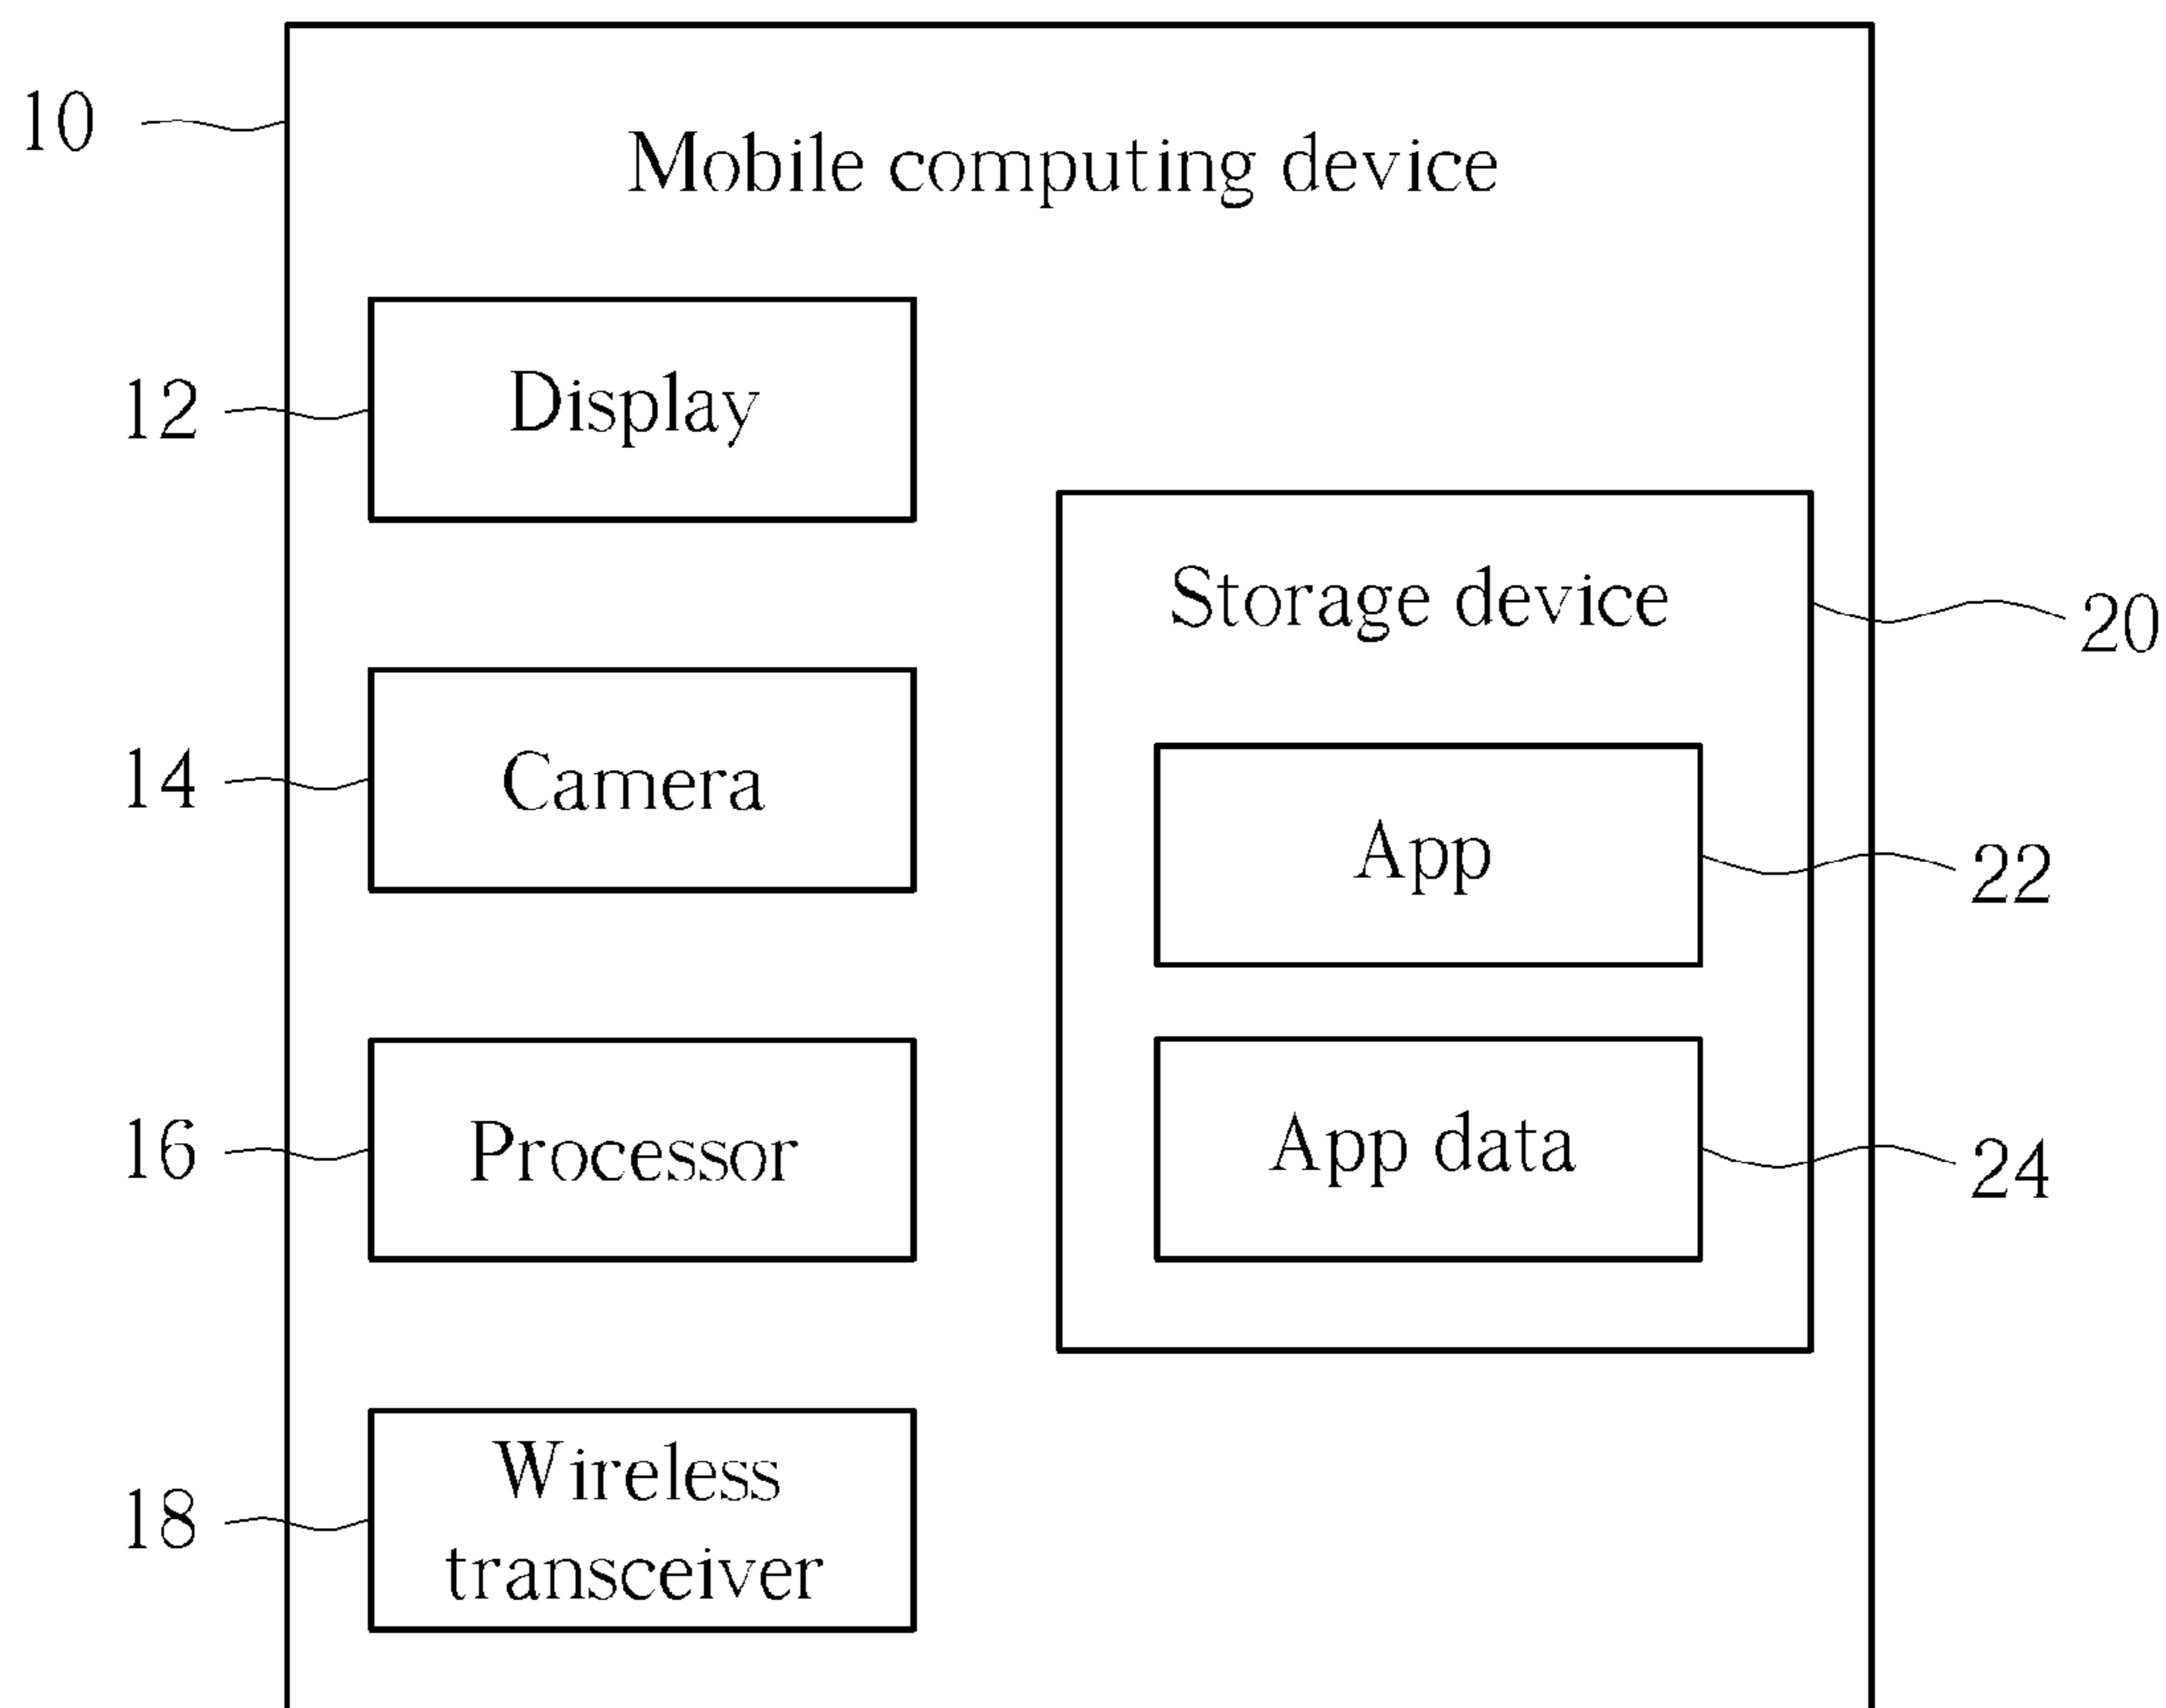 10
Mobile computing device
12
Display
Storage device
20
14
Camera
App
22
16
Processor
App data
24
18
Wireless
transceiver